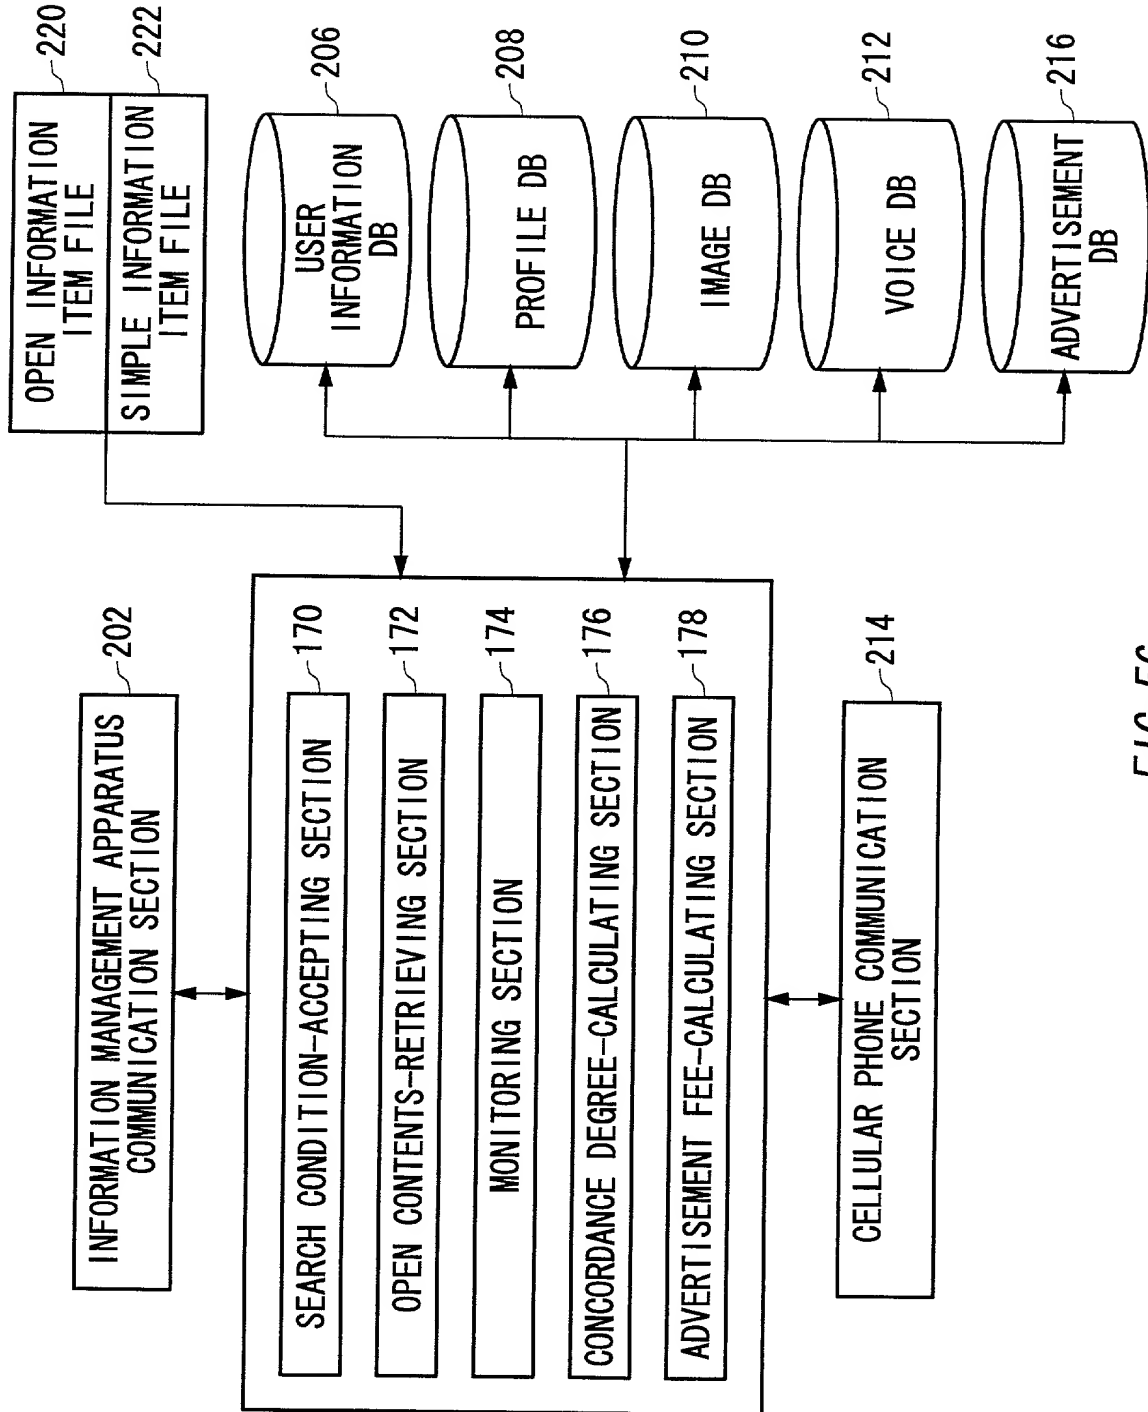 OPEN INFORMATION
ITEM FILE
220
SIMPLE INFORMATION
ITEM FILE
222
INFORMATION MANAGEMENT APPARATUS
COMMUNICATION SECTION
202
SEARCH CONDITION-ACCEPTING SECTION
170
OPEN CONTENTS-RETRIEVING SECTION
172
MONITORING SECTION
174
CONCORDANCE DEGREE-CALCULATING SECTION
176
ADVERTISEMENT FEE-CALCULATING SECTION
178
CELLULAR PHONE COMMUNICATION
SECTION
214
USER
INFORMATION
DB
206
PROFILE DB
208
IMAGE DB
210
VOICE DB
212
ADVERTISEMENT
DB
216